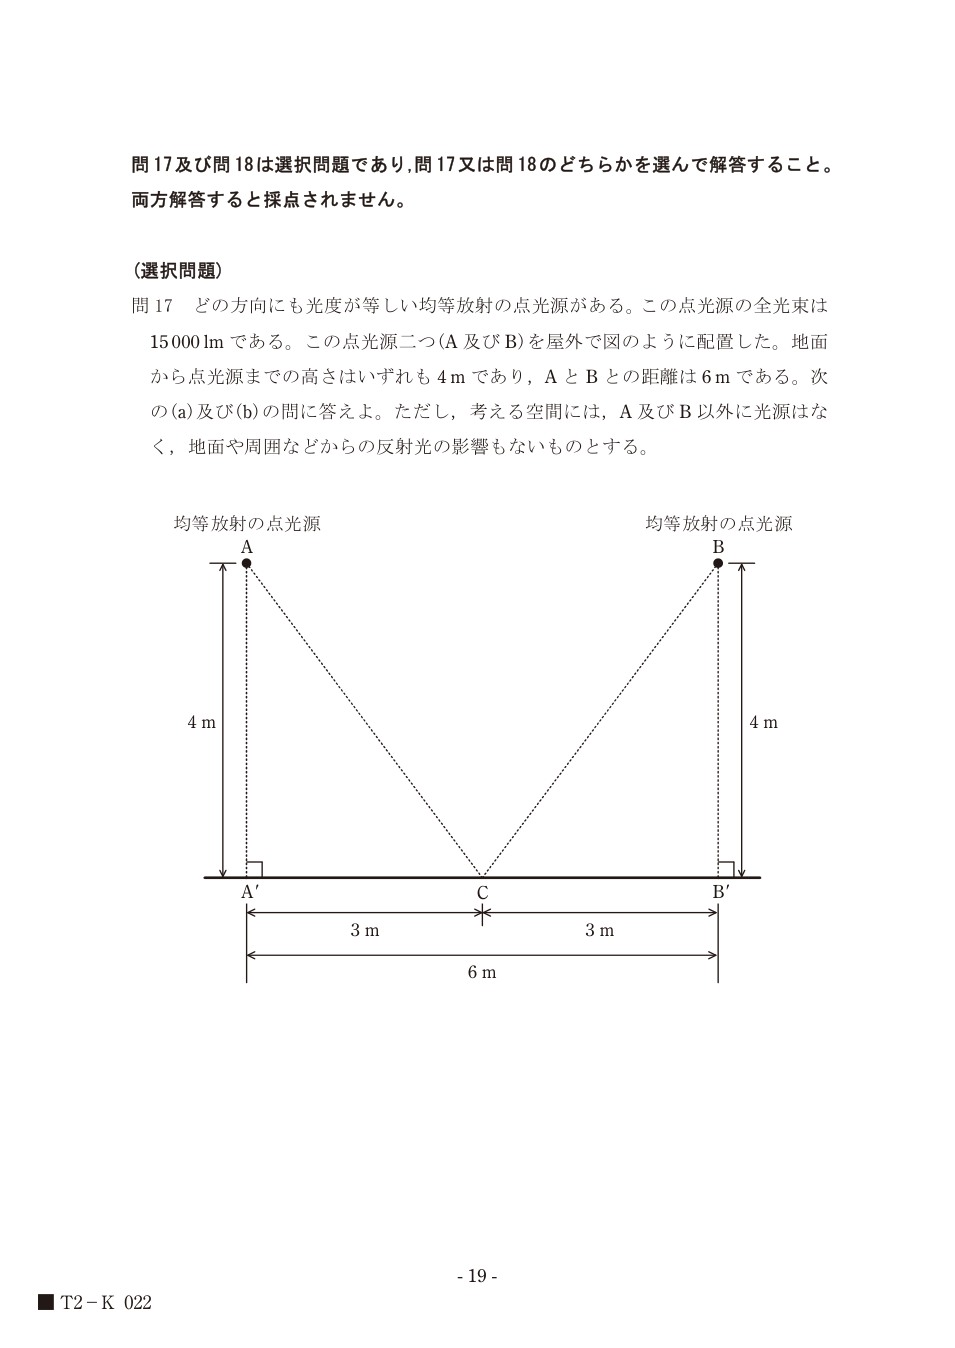 問17及び問18は選択問題であり,問17又は問18のどちらかを選んで解答すること。
両方解答すると採点されません。
(選択問題)
問 17　どの方向にも光度が等しい均等放射の点光源がある。この点光源の全光束は
15000 lm である。この点光源二つ(A 及び B)を屋外で図のように配置した。地面
から点光源までの高さはいずれも 4 m であり，A と B との距離は 6 m である。次
の(a)及び(b)の問に答えよ。ただし，考える空間には，A 及び B 以外に光源はな
く，地面や周囲などからの反射光の影響もないものとする。
均等放射の点光源　均等放射の点光源
A　B
4 m　4 m
A′　C　B′
3 m　3 m
6 m
- 19 -
■ T2－K 022